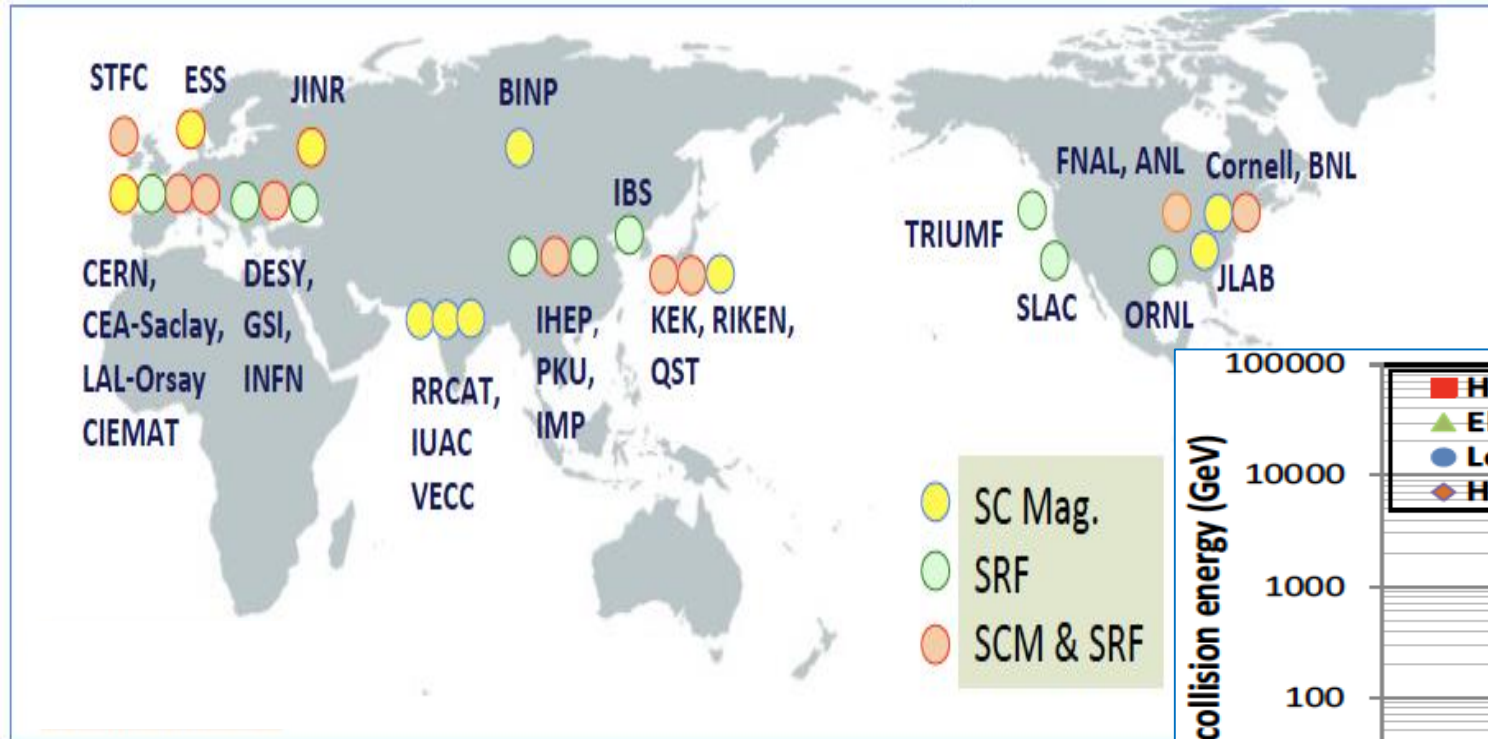 STFC
ESS
JINR
BINP
IBS
FNAL, ANL
Cornell, BNL
TRIUMF
SLAC
ORNL
JLAB
CERN,
CEA-Saclay,
LAL-Orsay
CIEMAT
DESY,
GSI,
INFN
RRCAT,
IUAC
VECC
IHEP,
PKU,
IMP
KEK, RIKEN,
QST
SC Mag.
SRF
SCM & SRF
collision energy (GeV)
100000
10000
1000
100